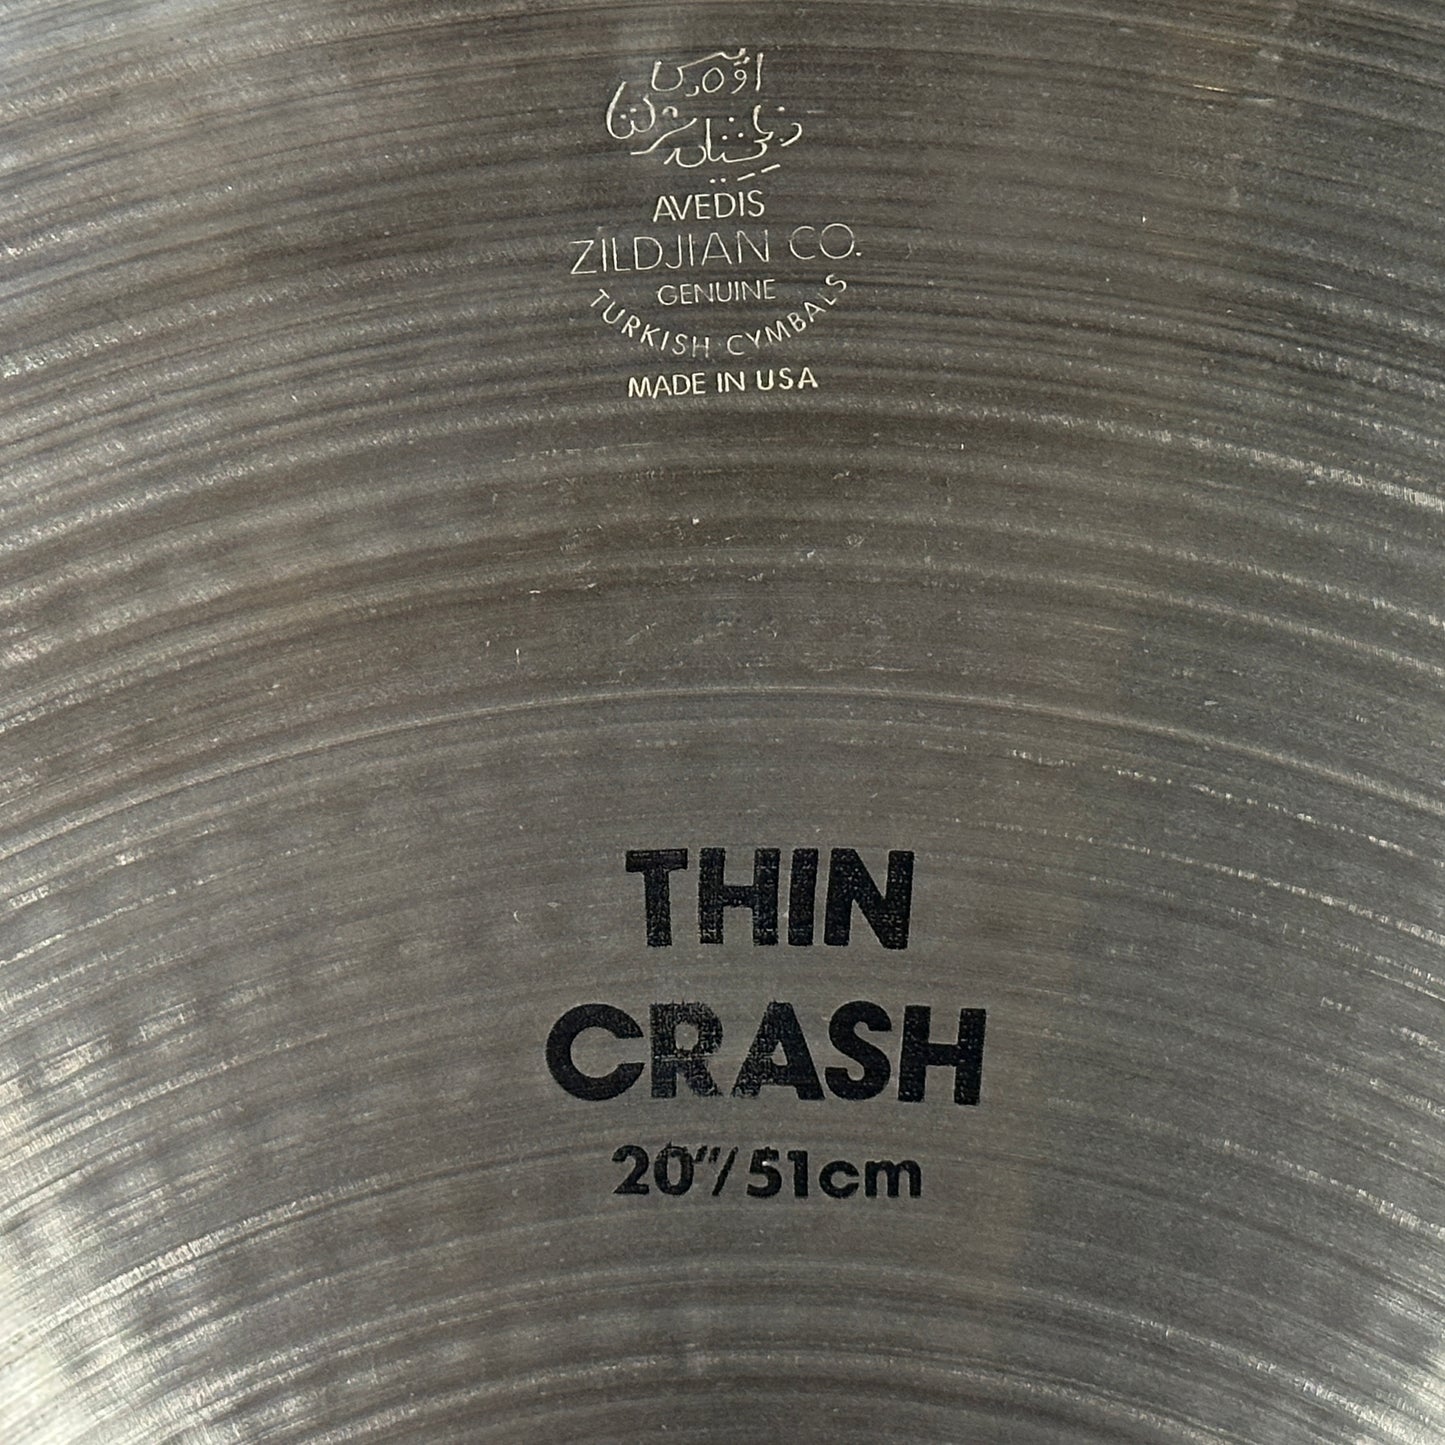 AVEDIS
ZILDJIAN CO.
GENUINE
TURKISH CYMBALS
MADE IN USA
THIN
CRASH
20"/51cm